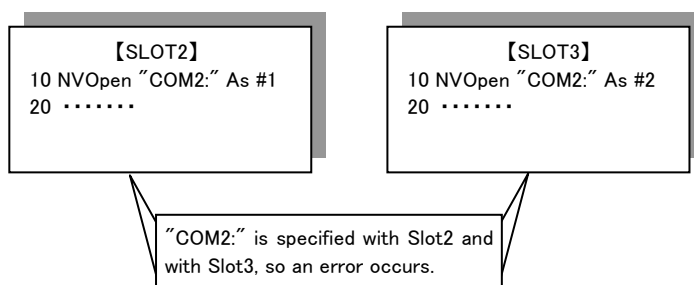 【SLOT2】
10 NVOpen "COM2:" As #1
20 ・・・・・・・
【SLOT3】
10 NVOpen "COM2:" As #2
20 ・・・・・・・
"COM2:" is specified with Slot2 and
with Slot3, so an error occurs.